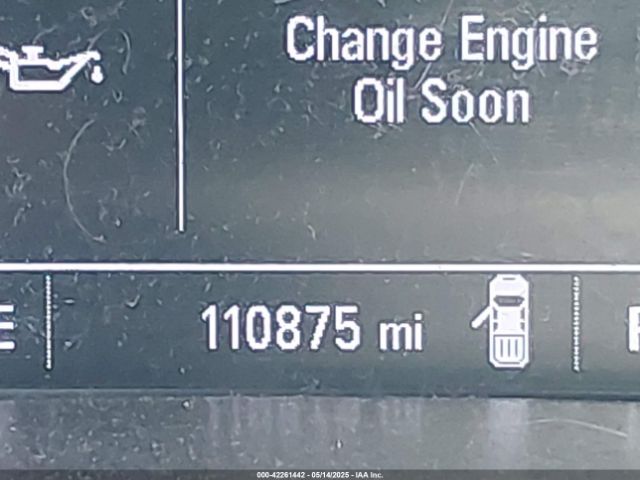 Change Engine
Oil Soon
E
110875 mi
000-42261442 - 05/14/2025 - IAA Inc.